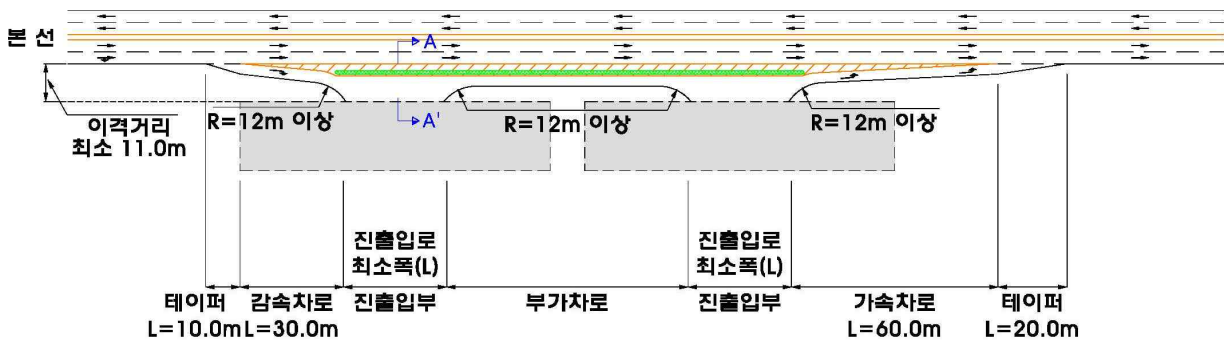 본 선
A
이격거리
최소 11.0m
R=12m 이상
A'
R=12m 이상
R=12m 이상
진출입로
최소폭(L)
진출입로
최소폭(L)
테이퍼
L=10.0m
감속차로
L=30.0m
진출입부
부가차로
진출입부
가속차로
L=60.0m
테이퍼
L=20.0m